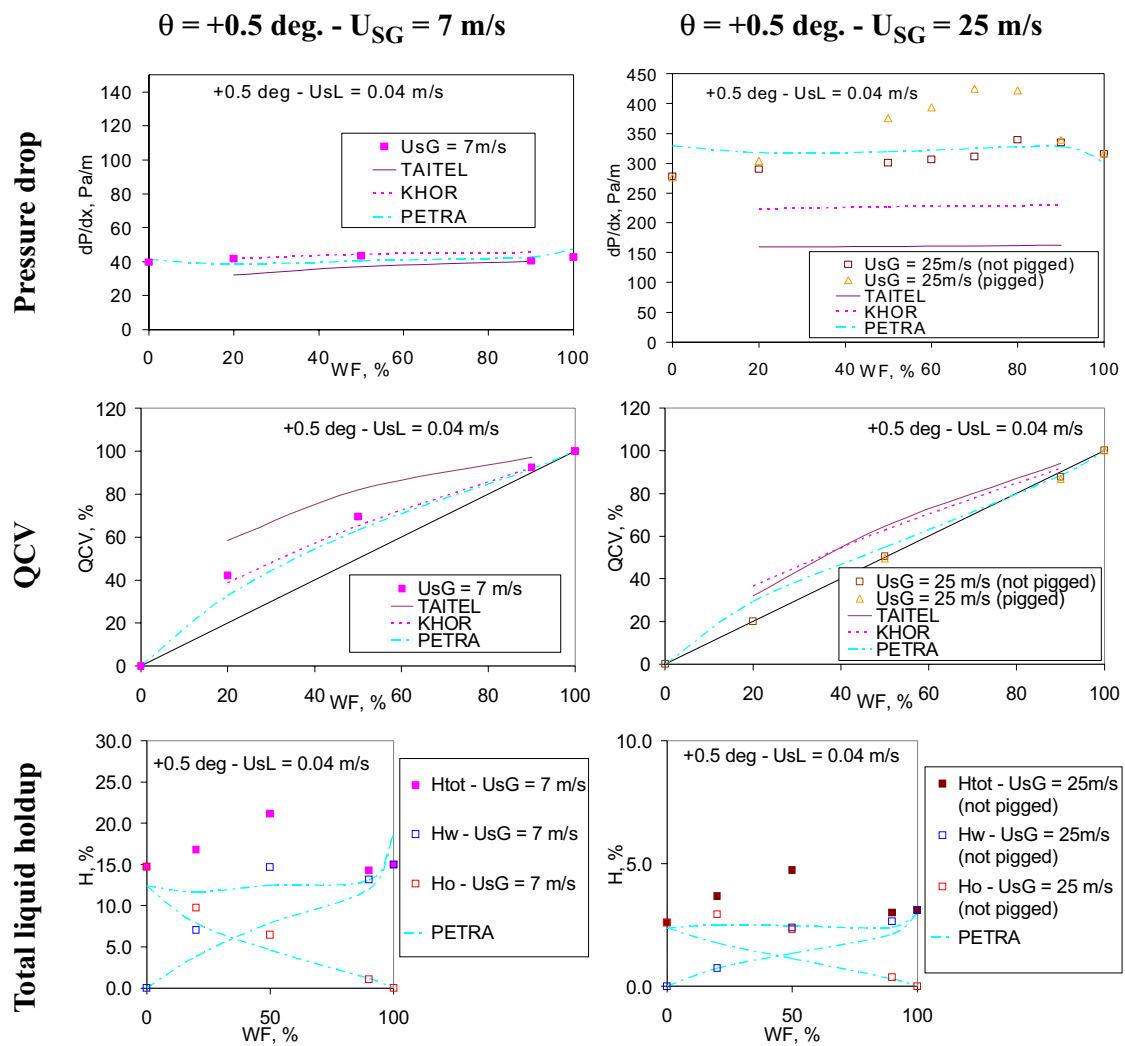 θ = +0.5 deg. - U_SG = 7 m/s
θ = +0.5 deg. - U_SG = 25 m/s
Pressure drop
+0.5 deg - UsL = 0.04 m/s
UsG = 7m/s
TAITEL
KHOR
PETRA
dP/dx, Pa/m
140
120
100
80
60
40
20
0
0 20 40 60 80 100
WF, %
+0.5 deg - UsL = 0.04 m/s
UsG = 25m/s (not pigged)
UsG = 25m/s (pigged)
TAITEL
KHOR
PETRA
dP/dx, Pa/m
450
400
350
300
250
200
150
100
50
0
0 20 40 60 80 100
WF, %
QCV
+0.5 deg - UsL = 0.04 m/s
UsG = 7 m/s
TAITEL
KHOR
PETRA
QCV, %
120
100
80
60
40
20
0
0 20 40 60 80 100
WF, %
+0.5 deg - UsL = 0.04 m/s
UsG = 25 m/s (not pigged)
UsG = 25 m/s (pigged)
TAITEL
KHOR
PETRA
QCV, %
120
100
80
60
40
20
0
0 20 40 60 80 100
WF, %
Total liquid holdup
+0.5 deg - UsL = 0.04 m/s
Htot - UsG = 7 m/s
Hw - UsG = 7 m/s
Ho - UsG = 7 m/s
PETRA
H, %
30.0
25.0
20.0
15.0
10.0
5.0
0.0
0 50 100
WF, %
+0.5 deg - UsL = 0.04 m/s
Htot - UsG = 25m/s
(not pigged)
Hw - UsG = 25m/s
(not pigged)
Ho - UsG = 25 m/s
(not pigged)
PETRA
H, %
10.0
5.0
0.0
0 50 100
WF, %